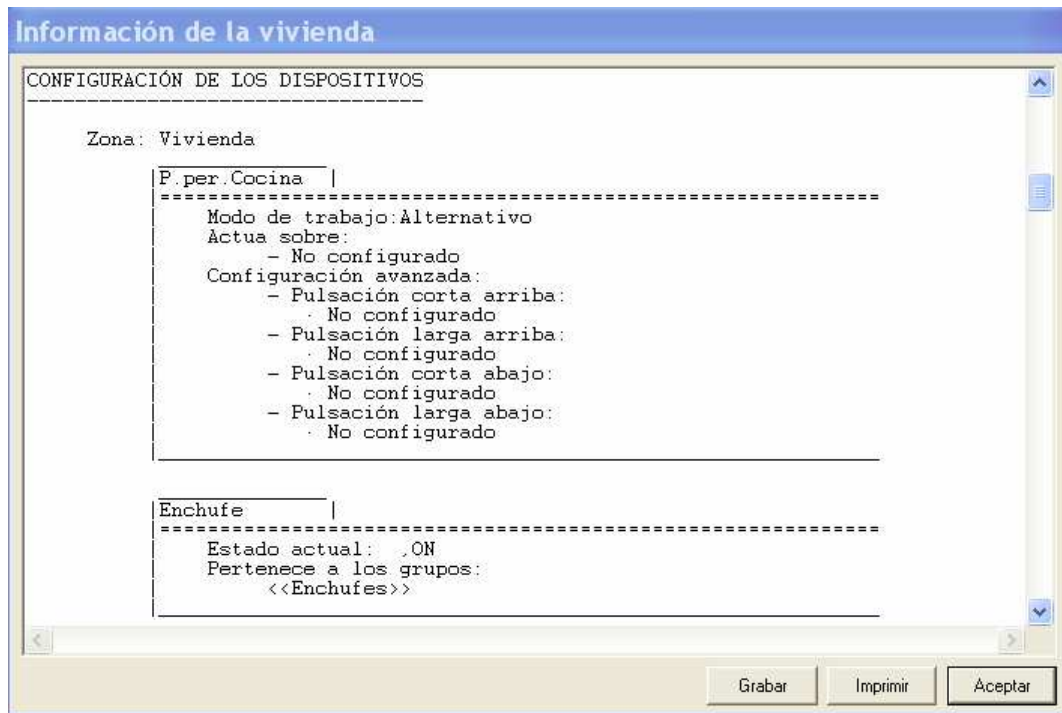 Información de la vivienda
CONFIGURACIÓN DE LOS DISPOSITIVOS
Zona: Vivienda
P.per.Cocina
Modo de trabajo:Alternativo
Actua sobre:
- No configurado
Configuración avanzada:
- Pulsación corta arriba:
· No configurado
- Pulsación larga arriba:
· No configurado
- Pulsación corta abajo:
· No configurado
- Pulsación larga abajo:
· No configurado
Enchufe
Estado actual: ,ON
Pertenece a los grupos:
<<Enchufes>>
Grabar Imprimir Aceptar